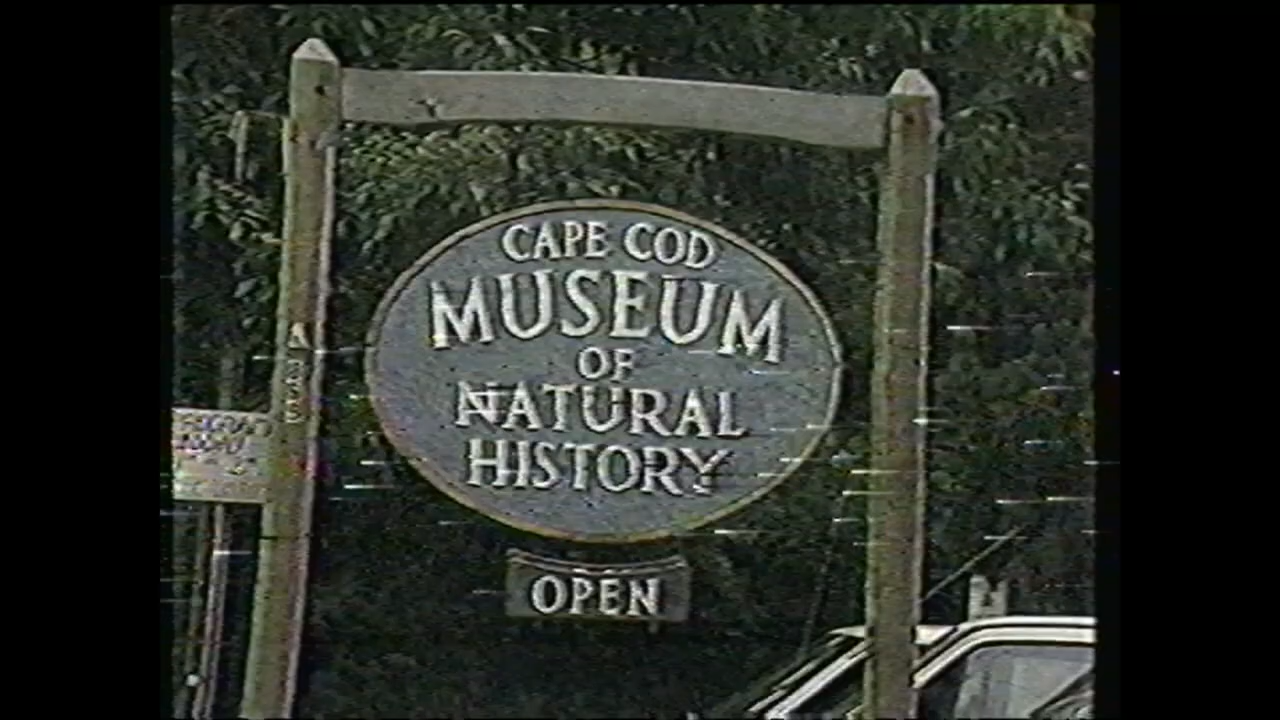 CAPE COD
MUSEUM
OF
NATURAL
HISTORY
OPEN